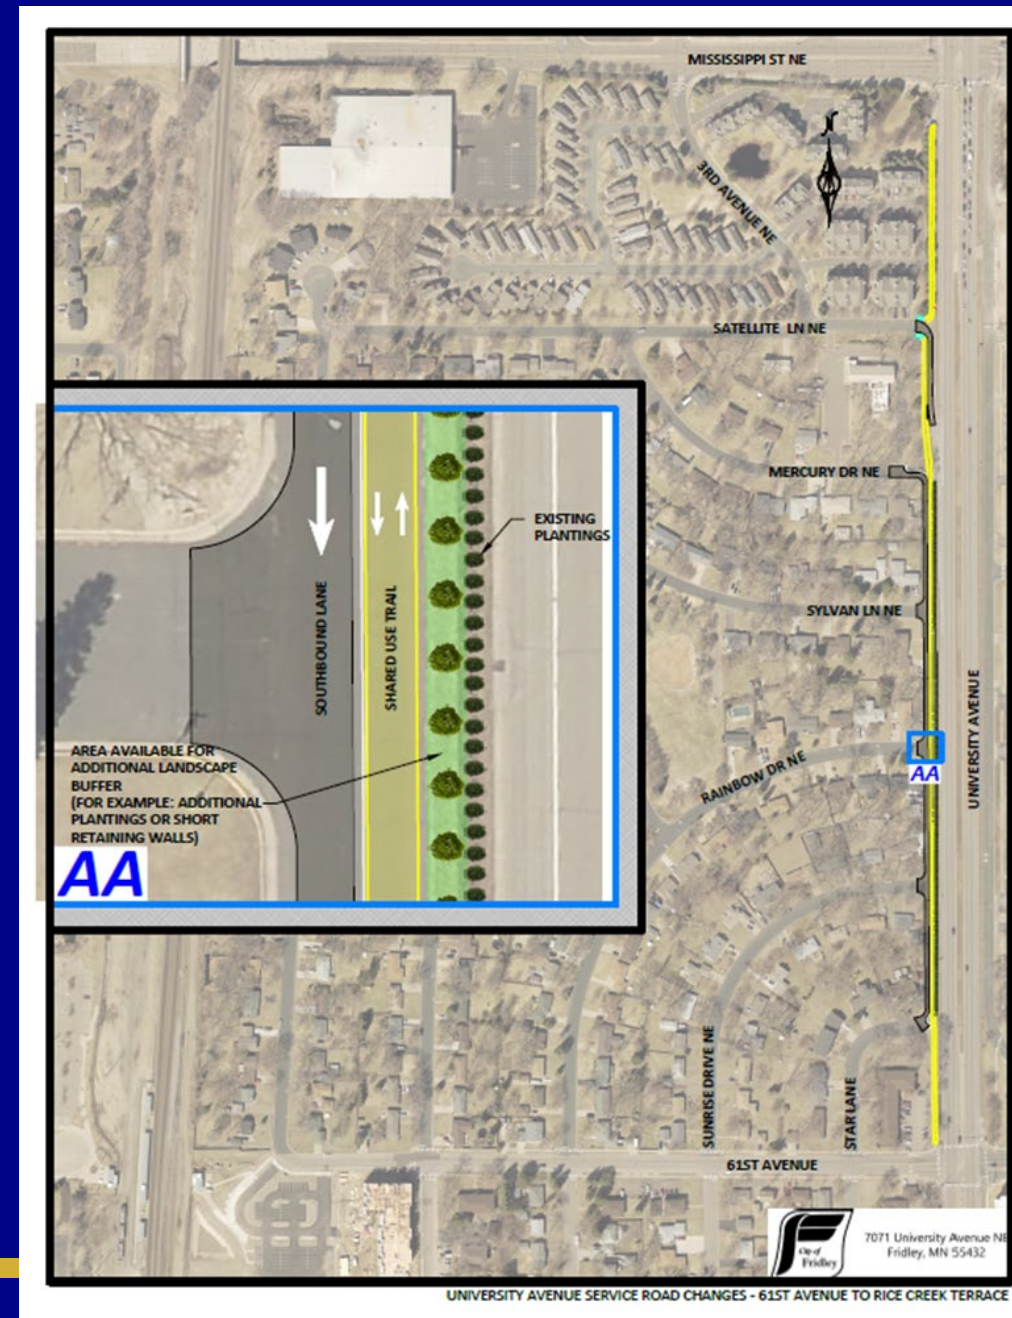 MISSISSIPPI ST NE
3RD AVENUE NE
SATELLITE LN NE
MERCURY DR NE
SYLVAN LN NE
UNIVERSITY AVENUE
RAINBOW DR NE
AA
EXISTING
PLANTINGS
SOUTHBOUND LANE
SHARED USE TRAIL
AREA AVAILABLE FOR
ADDITIONAL LANDSCAPE
BUFFER
(FOR EXAMPLE: ADDITIONAL
PLANTINGS OR SHORT
RETAINING WALLS)
AA
SUNRISE DRIVE NE
STAR LANE
61ST AVENUE
City of
Fridley
7071 University Avenue NE
Fridley, MN 55432
UNIVERSITY AVENUE SERVICE ROAD CHANGES - 61ST AVENUE TO RICE CREEK TERRACE